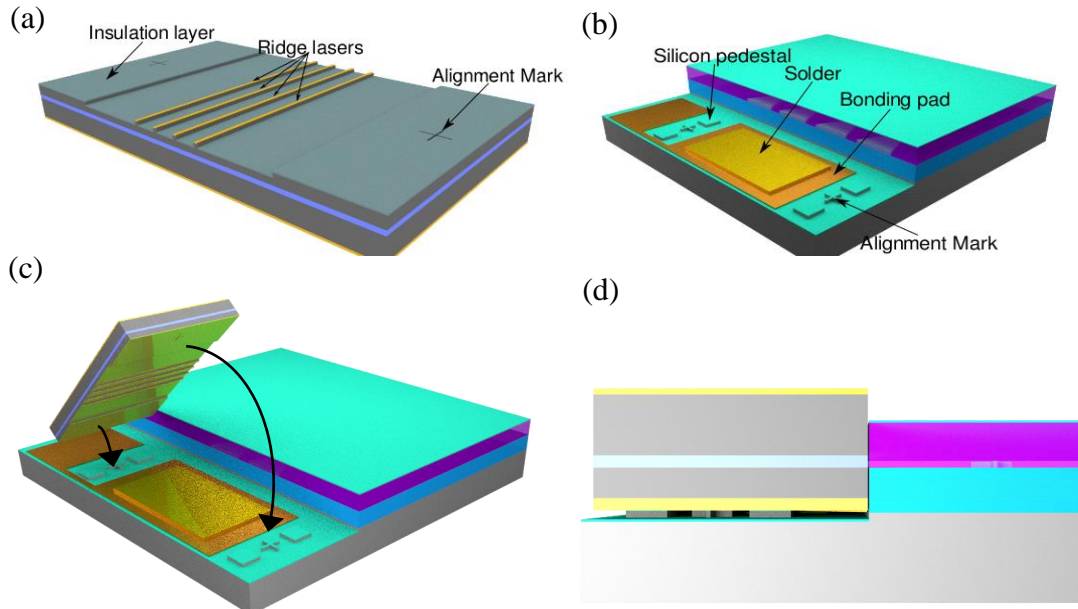 (a)
Insulation layer
Ridge lasers
Alignment Mark
(b)
Silicon pedestal
Solder
Bonding pad
Alignment Mark
(c)
(d)